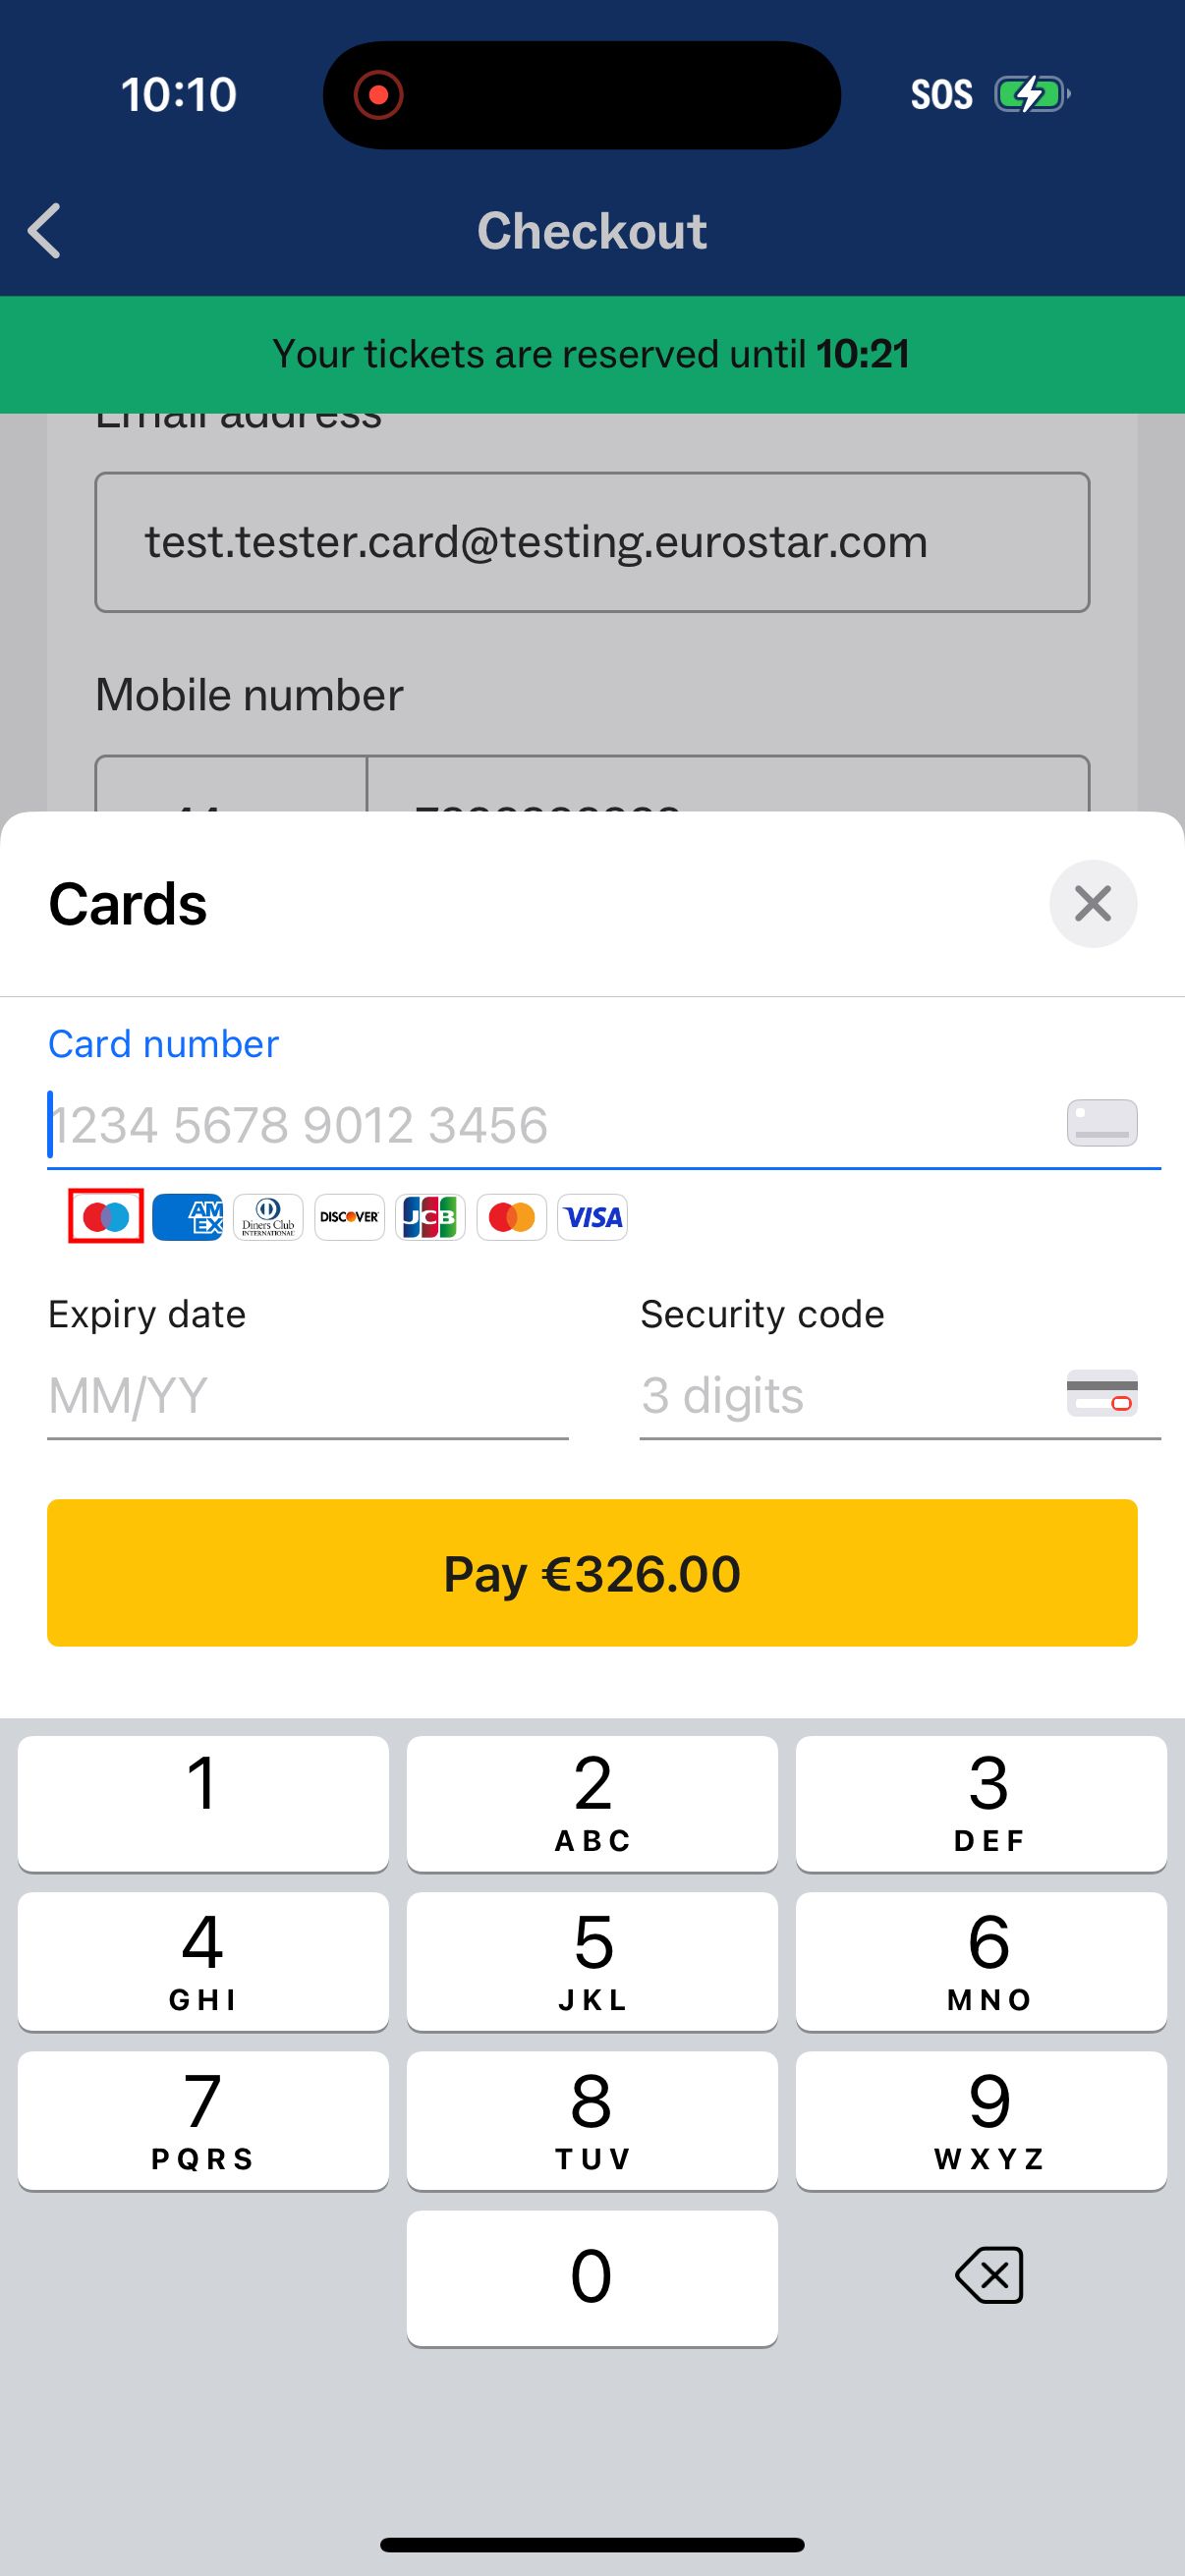 10:10
SOS
Checkout
Your tickets are reserved until 10:21
Email address
test.tester.card@testing.eurostar.com
Mobile number
Cards
Card number
1234 5678 9012 3456
AM EX
Diners Club INTERNATIONAL
DISCOVER
JCB
VISA
Expiry date
Security code
MM/YY
3 digits
Pay €326.00
1
2
ABC
3
DEF
4
GHI
5
JKL
6
MNO
7
PQRS
8
TUV
9
WXYZ
0